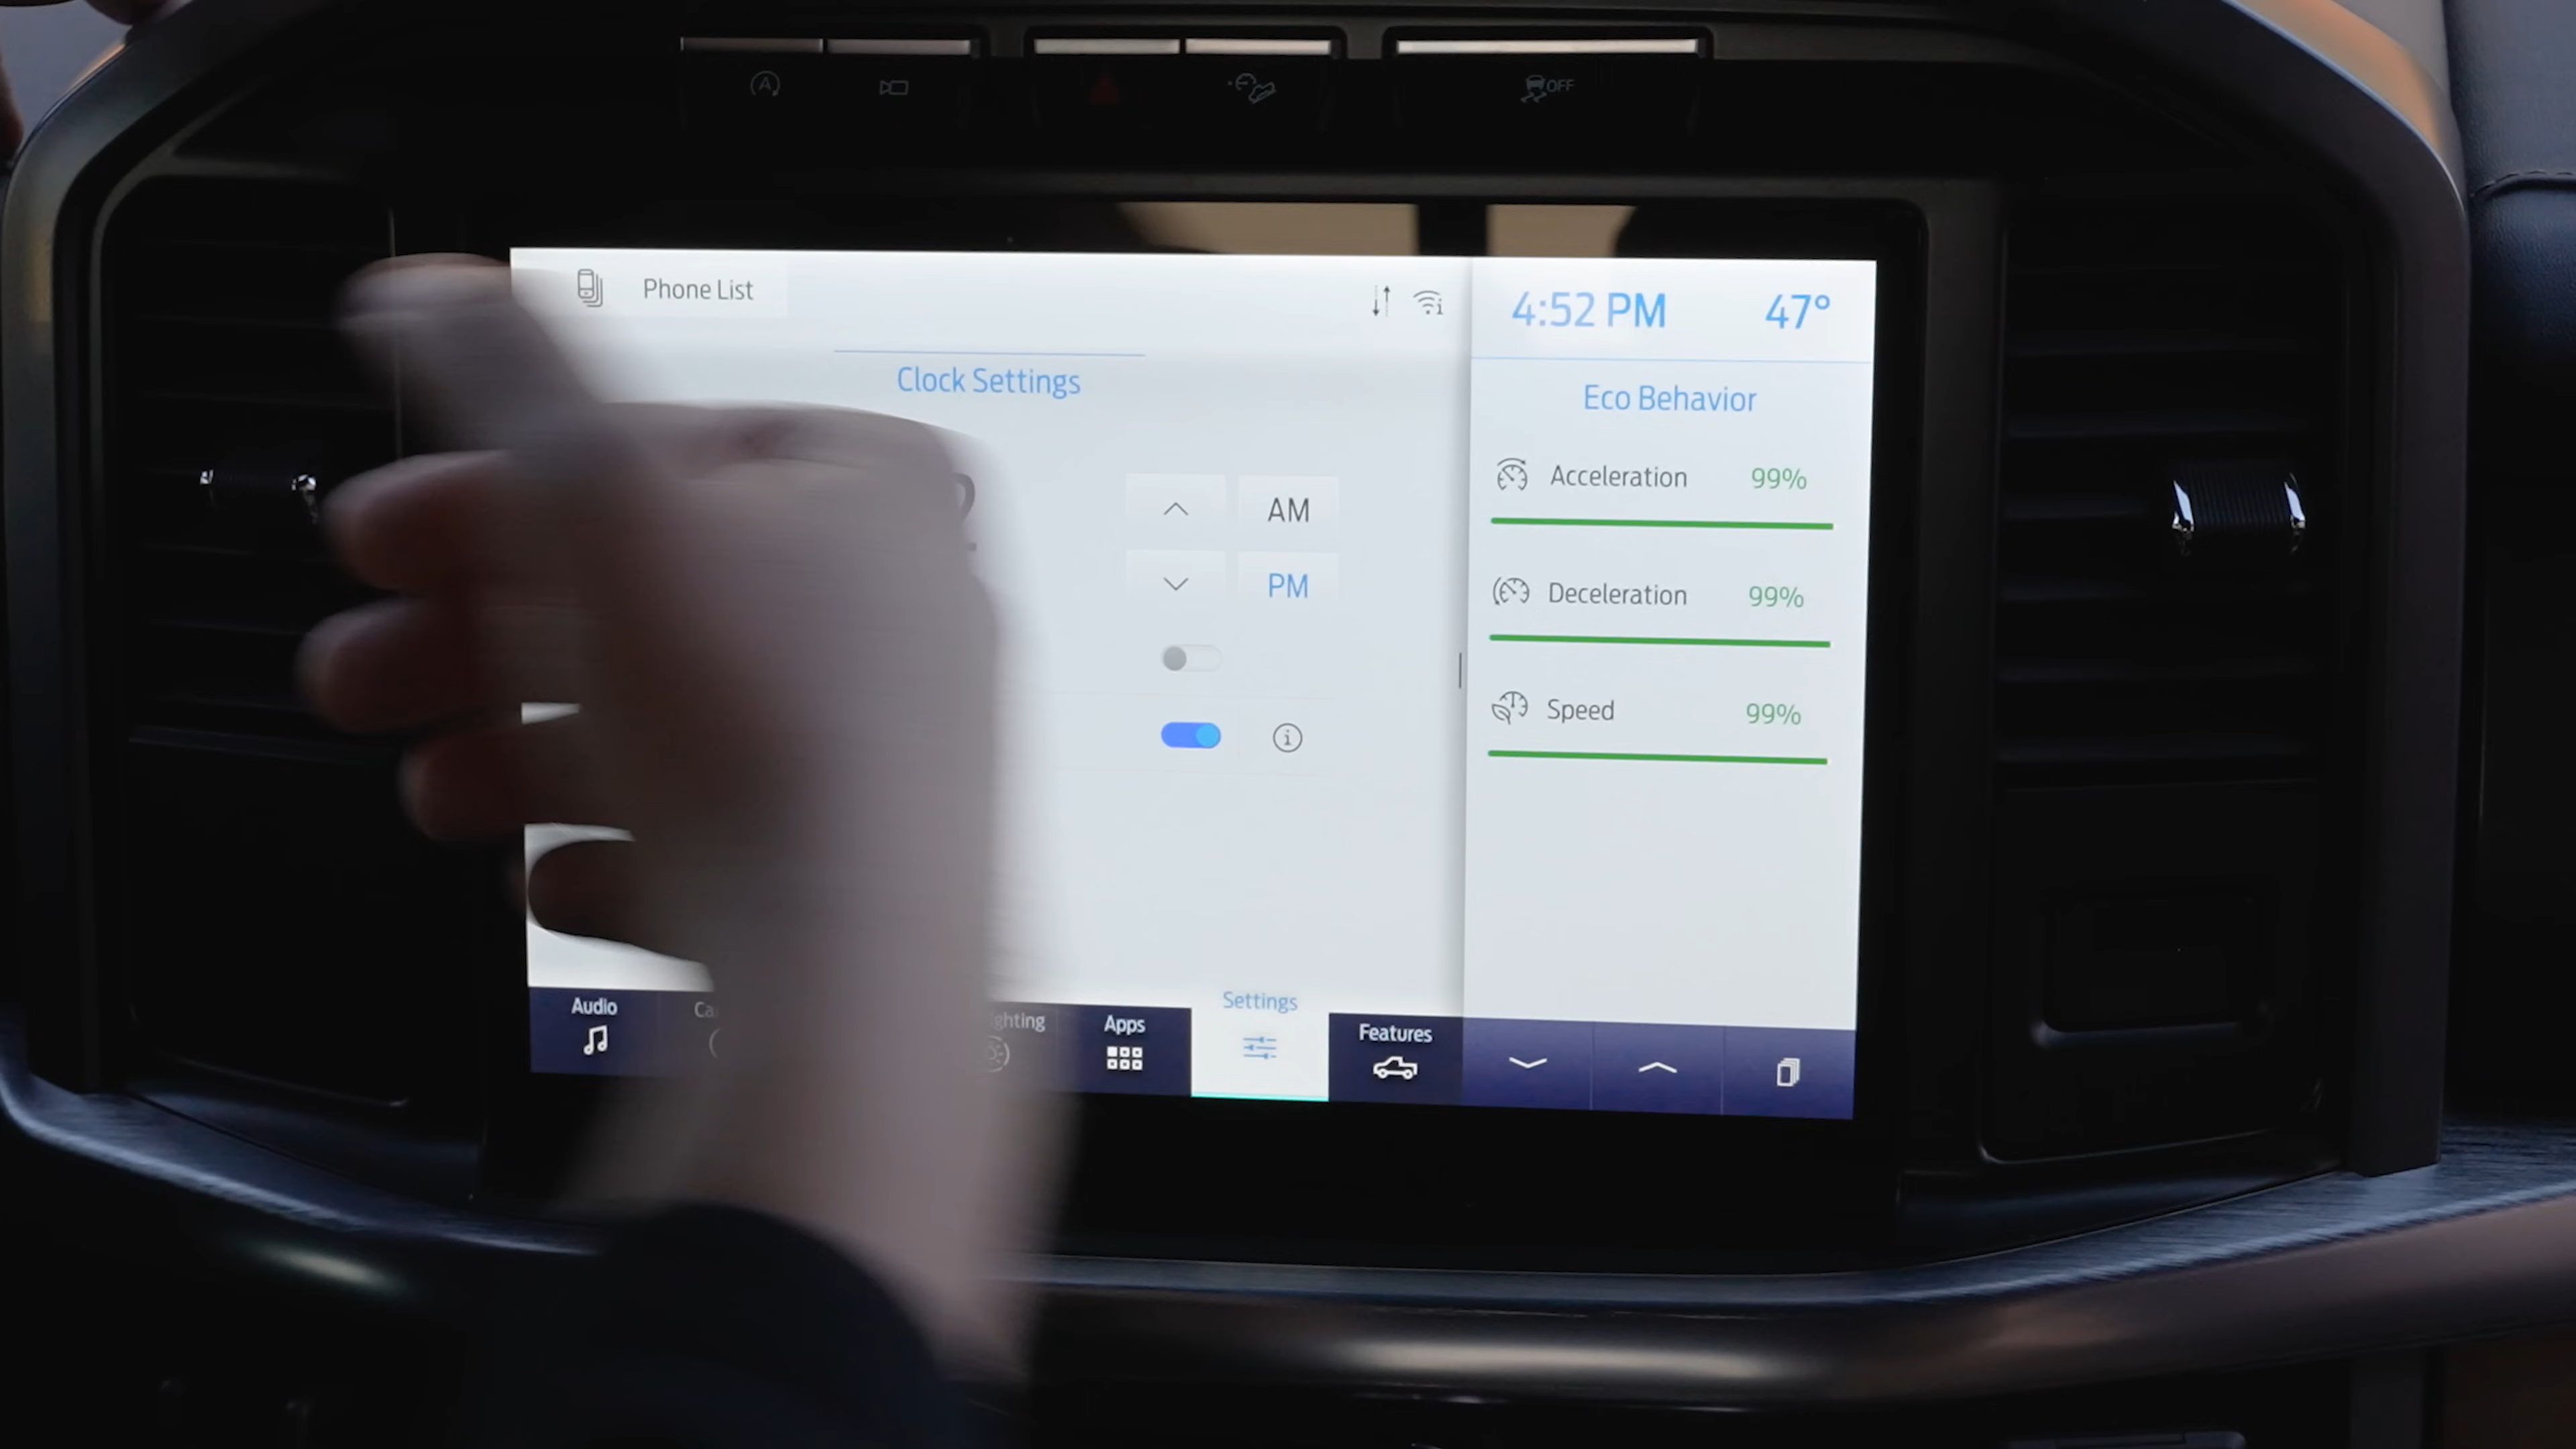 A
OFF
Phone List
4:52 PM 47°
Clock Settings
Eco Behavior
AM
PM
Acceleration 99%
Deceleration 99%
Speed 99%
Audio
Apps
Settings
Features